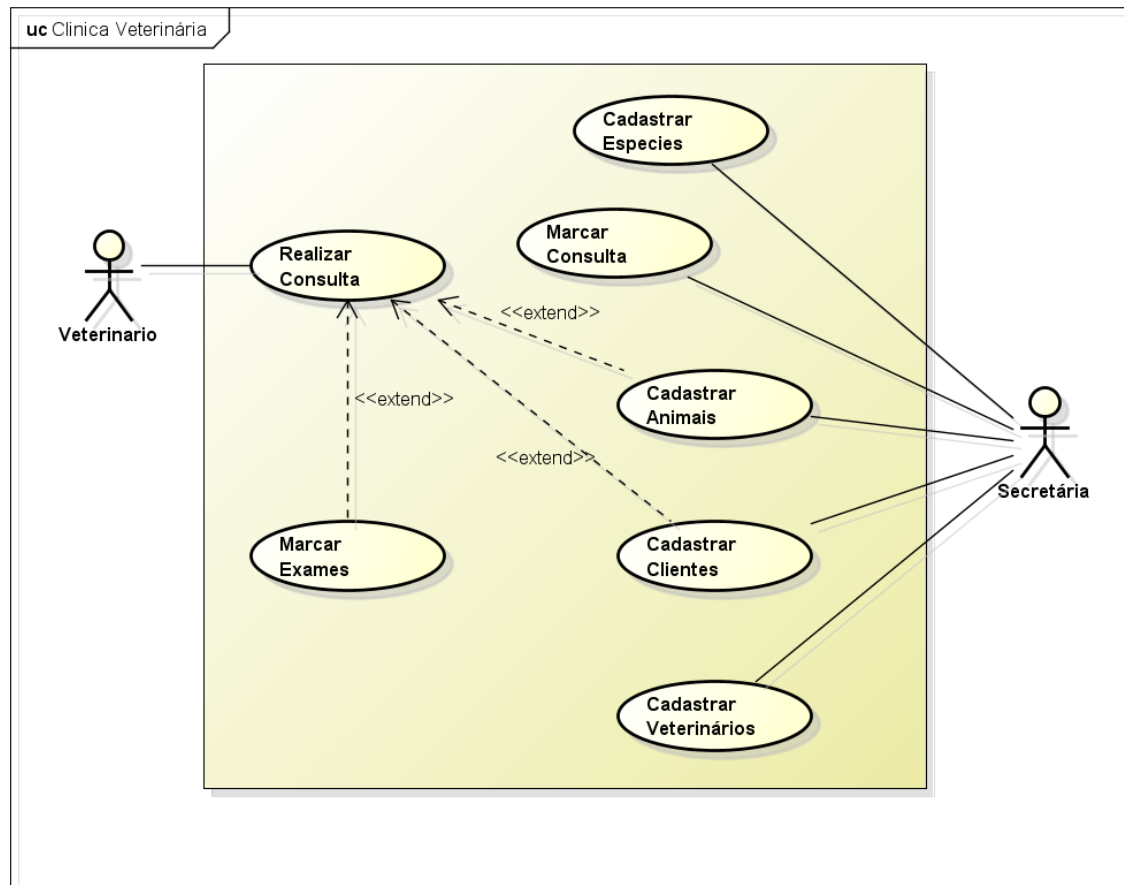 uc Clinica Veterinária
Cadastrar
Especies
Marcar
Consulta
Realizar
Consulta
<<extend>>
Veterinario
Cadastrar
Animais
<<extend>>
<<extend>>
Secretária
Marcar
Exames
Cadastrar
Clientes
Cadastrar
Veterinários